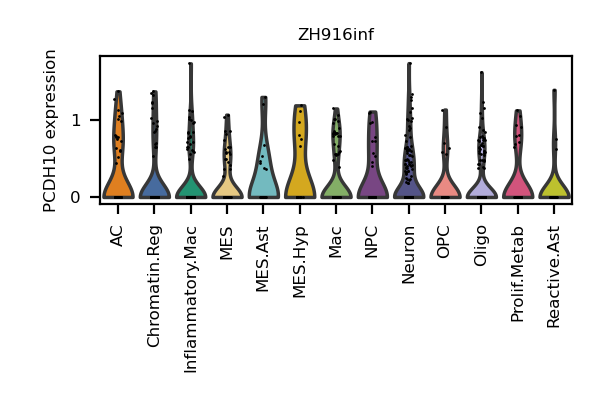 ZH916inf
PCDH10 expression
1
0
AC
Chromatin.Reg
Inflammatory.Mac
MES
MES.Ast
MES.Hyp
Mac
NPC
Neuron
OPC
Oligo
Prolif.Metab
Reactive.Ast